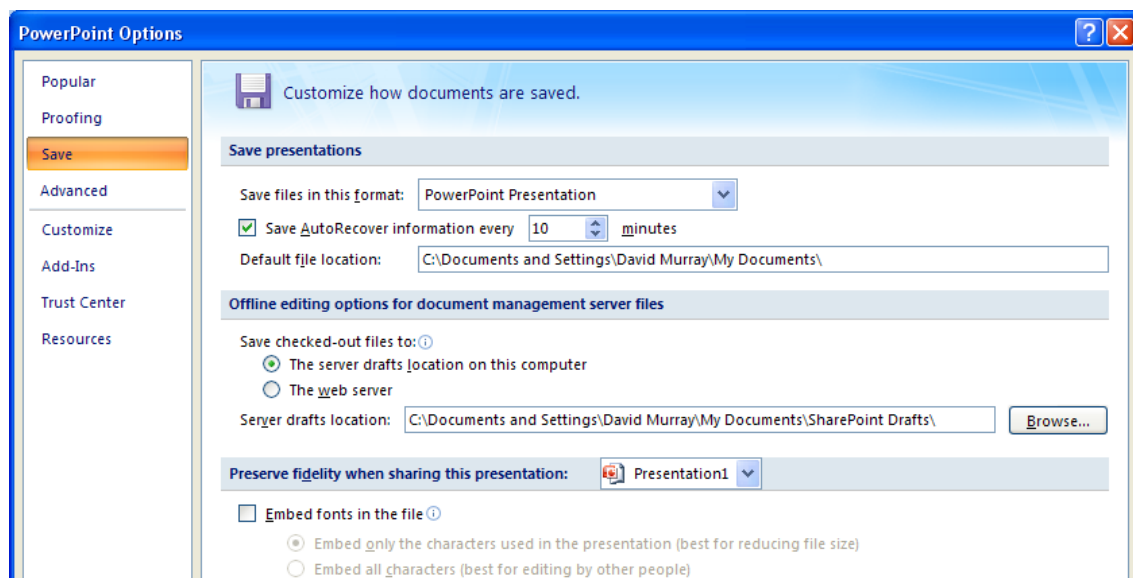 PowerPoint Options
Popular
Proofing
Save
Advanced
Customize
Add-Ins
Trust Center
Resources
Customize how documents are saved.
Save presentations
Save files in this format: PowerPoint Presentation
Save AutoRecover information every 10 minutes
Default file location: C:\Documents and Settings\David Murray\My Documents\
Offline editing options for document management server files
Save checked-out files to:
The server drafts location on this computer
The web server
Server drafts location: C:\Documents and Settings\David Murray\My Documents\SharePoint Drafts\ Browse...
Preserve fidelity when sharing this presentation: Presentation1
Embed fonts in the file
Embed only the characters used in the presentation (best for reducing file size)
Embed all characters (best for editing by other people)